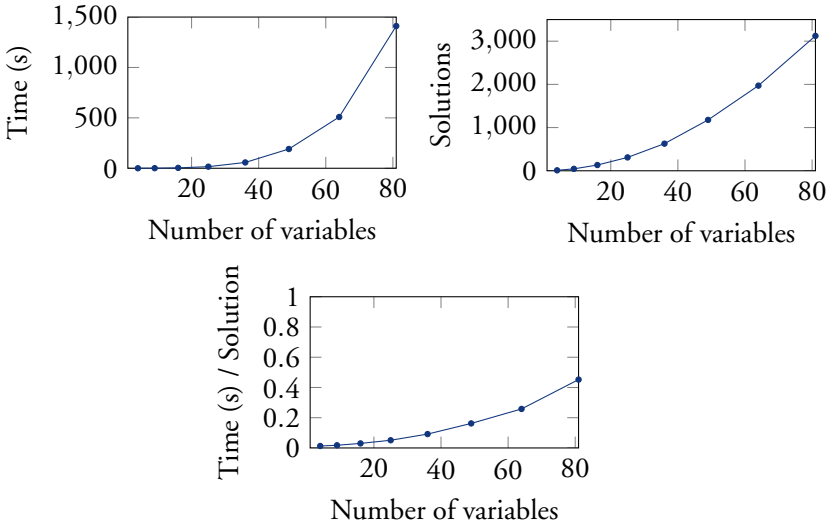 1,500
1,000
500
0
Time (s)
20 40 60 80
Number of variables
3,000
2,000
1,000
0
Solutions
20 40 60 80
Number of variables
1
0.8
0.6
0.4
0.2
0
Time (s) / Solution
20 40 60 80
Number of variables